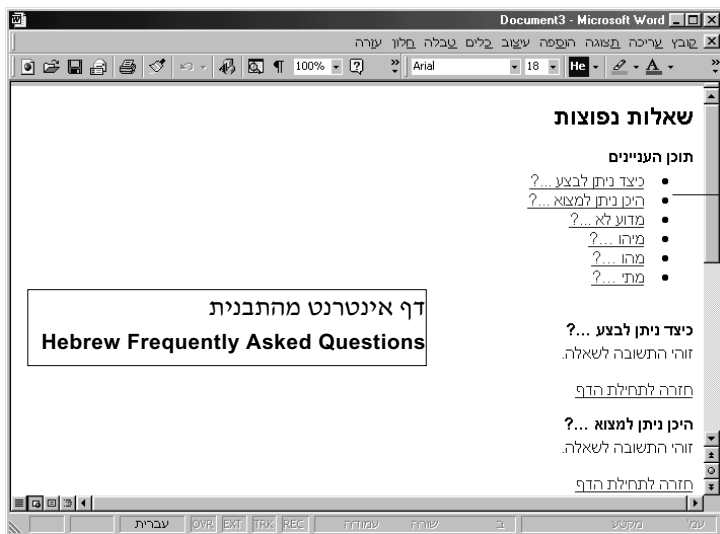 Document3 - Microsoft Word
קובץ עריכה תצוגה הוספה עיצוב כלים טבלה חלון עזרה
100% Arial 18 He A
שאלות נפוצות
תוכן העניינים
• כיצד ניתן לבצע ...?
• היכן ניתן למצוא ...?
• מדוע לא ...?
• מיהו ...?
• מהו ...?
• מתי ...?
דף אינטרנט מהתבנית
Hebrew Frequently Asked Questions
כיצד ניתן לבצע ...?
זוהי התשובה לשאלה.
חזרה לתחילת הדף
היכן ניתן למצוא ...?
זוהי התשובה לשאלה.
חזרה לתחילת הדף
עמ' מקטע ב שורה עמודה REC TRK EXT OVR עברית